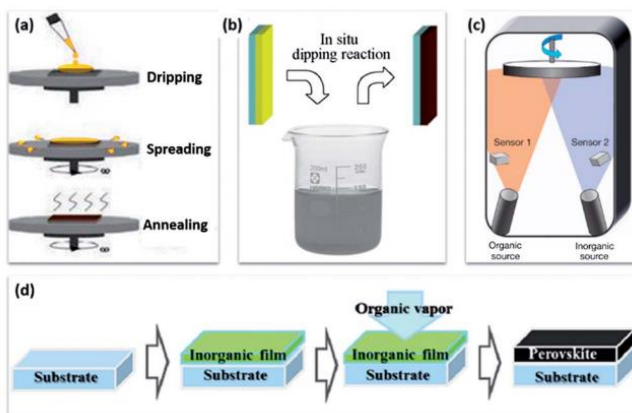 (a)
Dripping
Spreading
Annealing
(b)
In situ
dipping reaction
(c)
Sensor 1
Sensor 2
Organic
source
Inorganic
source
(d)
Substrate
Inorganic film
Substrate
Organic vapor
Inorganic film
Substrate
Perovskite
Substrate